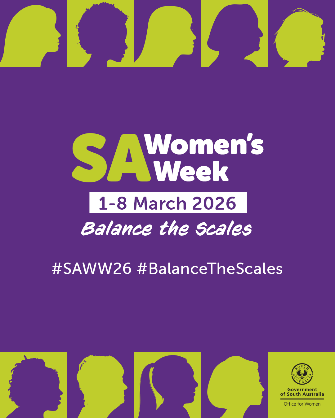 SA Women's
Week
1-8 March 2026
Balance the Scales
#SAWW26 #BalanceTheScales
Government
of South Australia
Office for Women